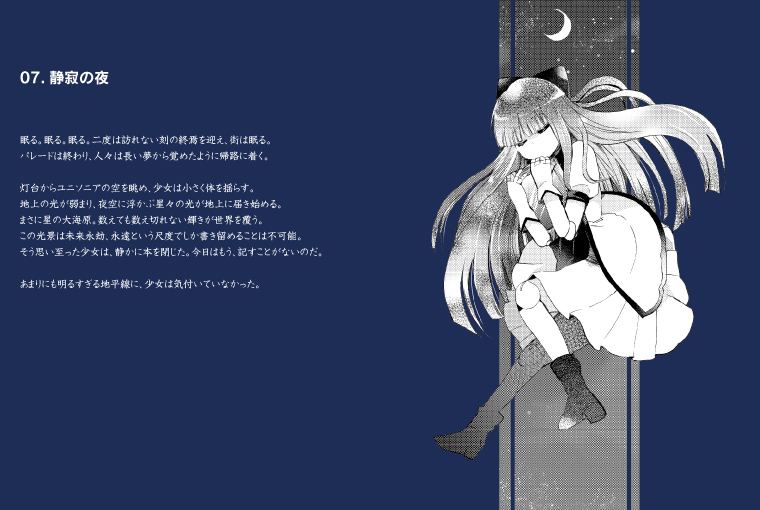 07. 静寂の夜
眠る。眠る。眠る。二度は訪れない刻の終焉を迎え、街は眠る。
パレードは終わり、人々は長い夢から覚めたように帰路に着く。
灯台からユニソニアの空を眺め、少女は小さく体を揺らす。
地上の光が弱まり、夜空に浮かぶ星々の光が地上に届き始める。
まさに星の大海原。数えても数え切れない輝きが世界を覆う。
この光景は未来永劫、永遠という尺度でしか書き留めることは不可能。
そう思い至った少女は、静かに本を閉じた。今日はもう、記すことがないのだ。
あまりにも明るすぎる地平線に、少女は気付いていなかった。